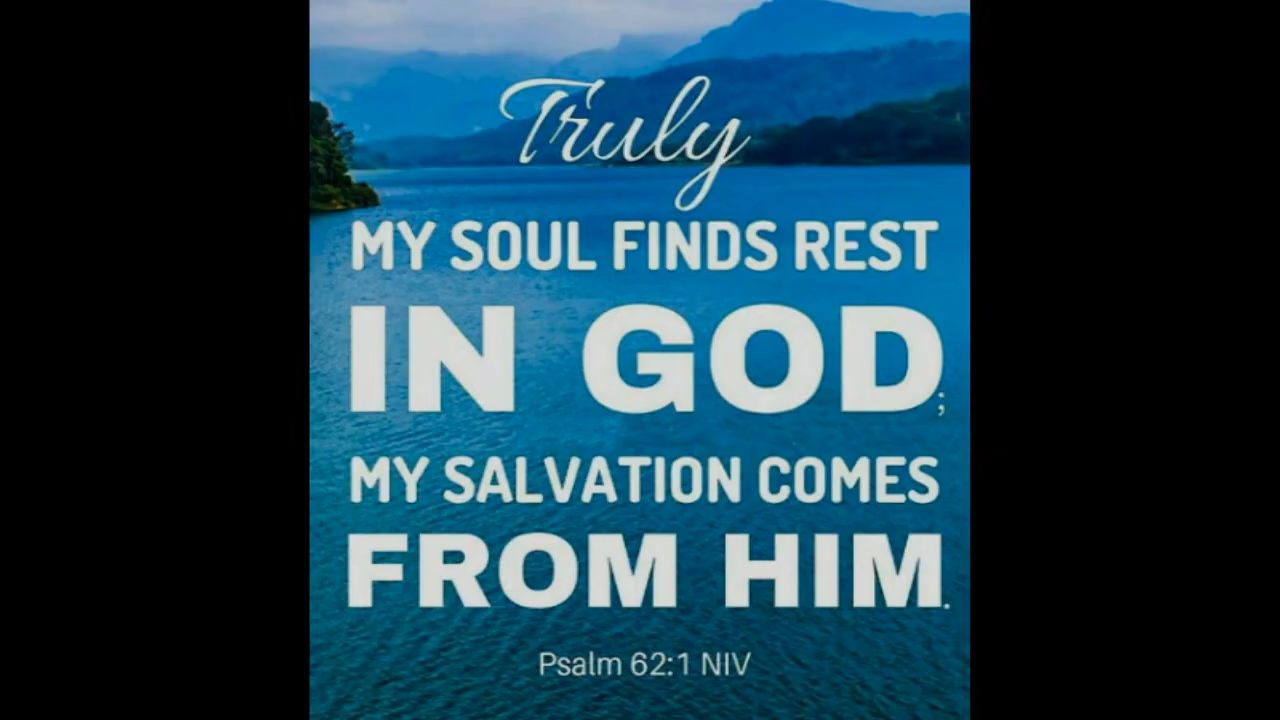 Truly
MY SOUL FINDS REST
IN GOD;
MY SALVATION COMES
FROM HIM.
Psalm 62:1 NIV